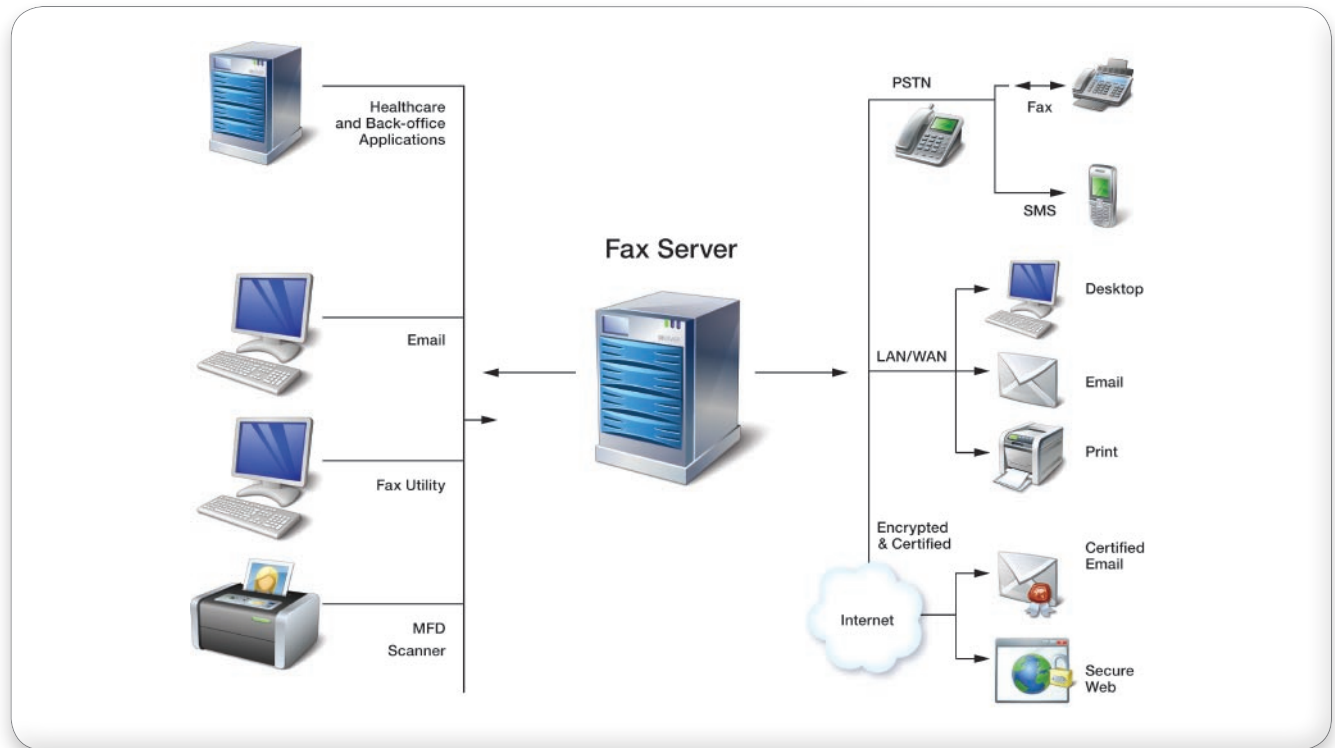 Healthcare
and Back-office
Applications
Email
Fax Utility
MFD
Scanner
Fax Server
PSTN
Fax
SMS
LAN/WAN
Desktop
Email
Print
Encrypted
& Certified
Internet
Certified
Email
Secure
Web